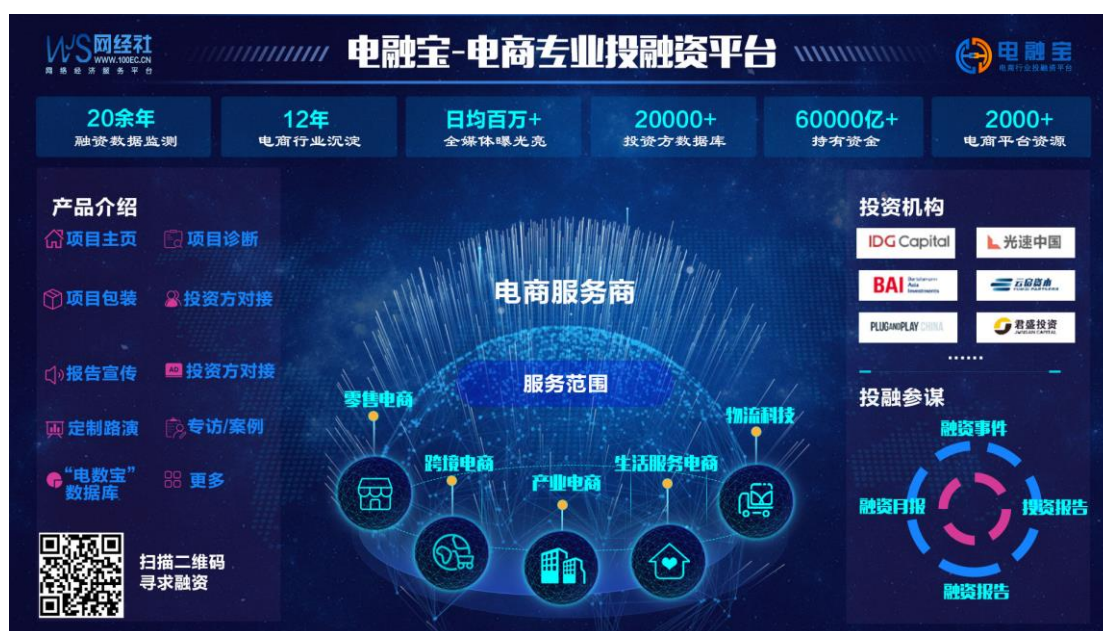 网经社
WWW.100EC.CN
网络经济服务平台
电融宝-电商专业投融资平台
电融宝
电商行业投融资平台
20余年
融资数据监测
12年
电商行业沉淀
日均百万+
全媒体曝光亮
20000+
投资方数据库
60000亿+
持有资金
2000+
电商平台资源
产品介绍
项目主页
项目诊断
项目包装
投资方对接
报告宣传
AD
投资方对接
定制路演
专访/案例
“电数宝”
数据库
更多
扫描二维码
寻求融资
电商服务商
服务范围
零售电商
跨境电商
产业电商
生活服务电商
物流科技
投资机构
IDG Capital
光速中国
BAI
Asia
Investments
云启资本
PLUGANDPLAY CHINA
君盛投资
......
投融参谋
融资事件
融资月报
投资报告
融资报告